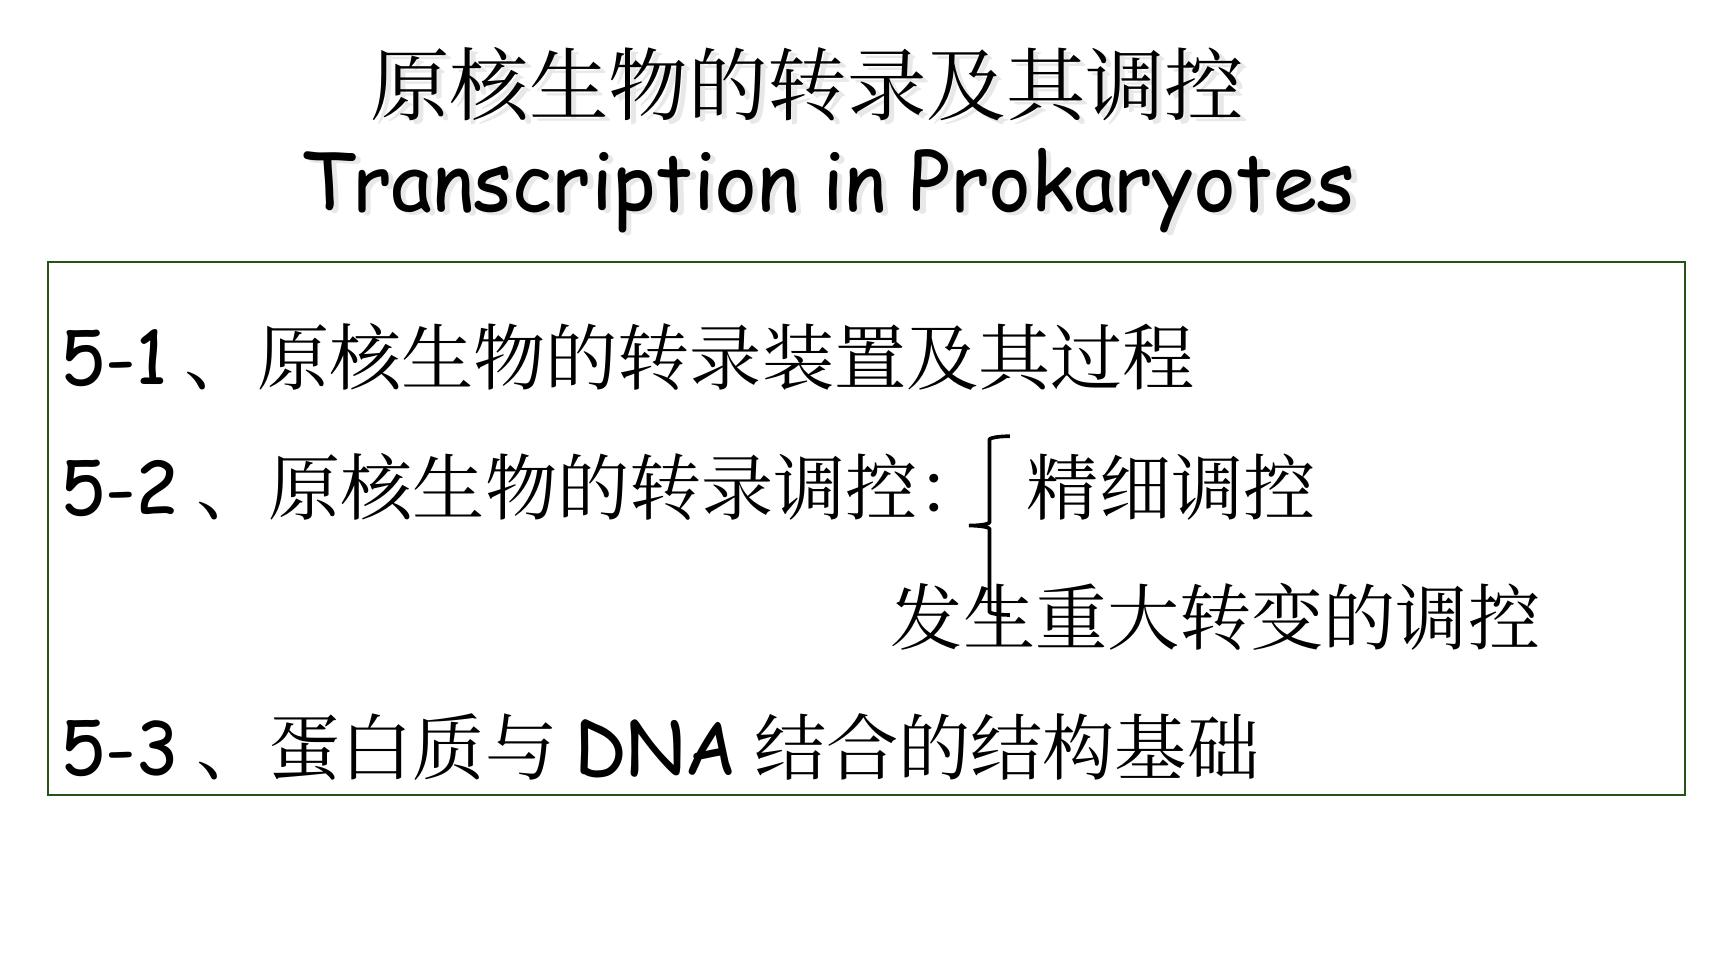 原核生物的转录及其调控
Transcription in Prokaryotes
5-1、原核生物的转录装置及其过程
5-2、原核生物的转录调控：精细调控
发生重大转变的调控
5-3、蛋白质与 DNA 结合的结构基础